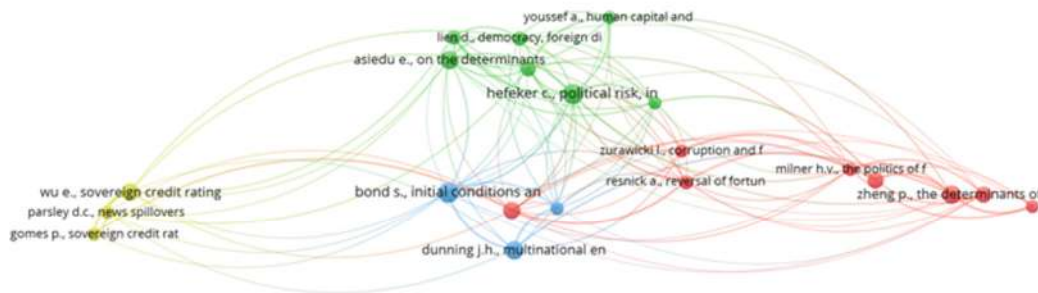 youssef a., human capital and
lien d., democracy, foreign di
asiedu e., on the determinants
hefeker c., political risk, in
zurawicki l., corruption and f
milner h.v., the politics of f
resnick a., reversal of fortun
wu e., sovereign credit rating
bond s., initial conditions an
zheng p., the determinants of
parsley d.c., news spillovers
gomes p., sovereign credit rat
dunning j.h., multinational en